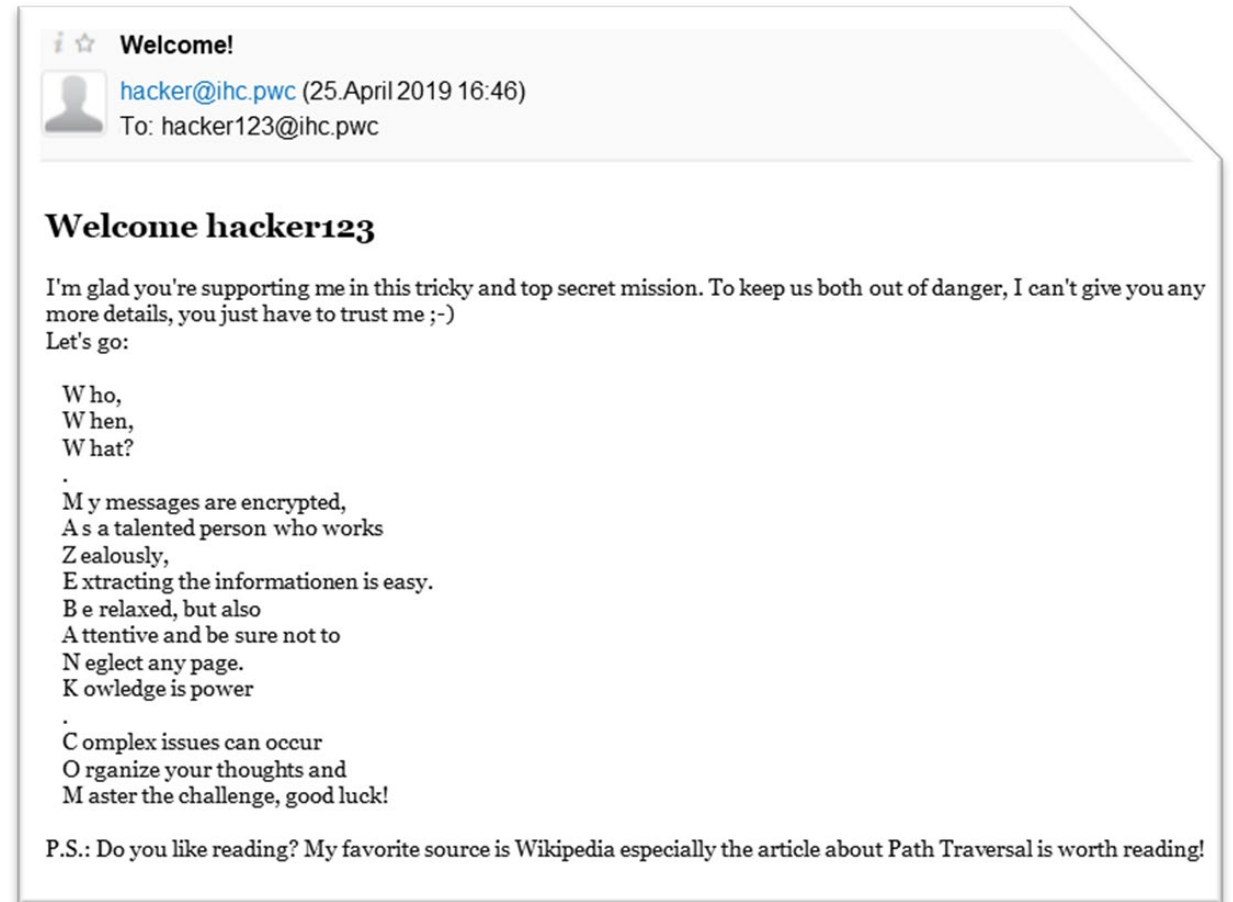 Welcome!
hacker@ihc.pwc (25.April 2019 16:46)
To: hacker123@ihc.pwc
Welcome hacker123
I'm glad you're supporting me in this tricky and top secret mission. To keep us both out of danger, I can't give you any
more details, you just have to trust me ;-)
Let's go:
W ho,
W hen,
W hat?
.
M y messages are encrypted,
A s a talented person who works
Z ealously,
E xtracting the informationen is easy.
B e relaxed, but also
A ttentive and be sure not to
N eglect any page.
K owledge is power
.
C omplex issues can occur
O rganize your thoughts and
M aster the challenge, good luck!
P.S.: Do you like reading? My favorite source is Wikipedia especially the article about Path Traversal is worth reading!